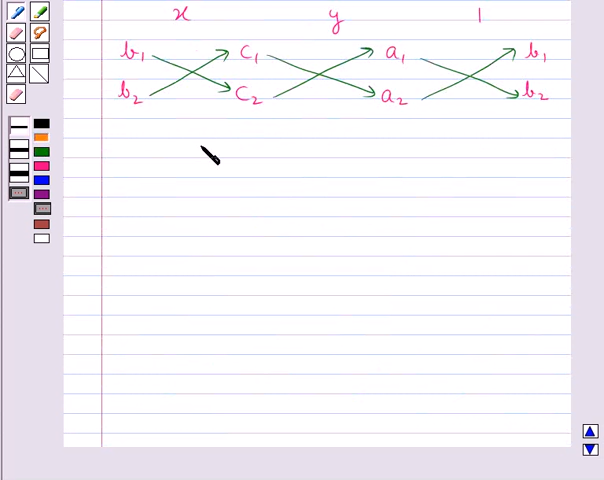 x y 1
b₁ c₁ a₁ b₁
b₂ c₂ a₂ b₂